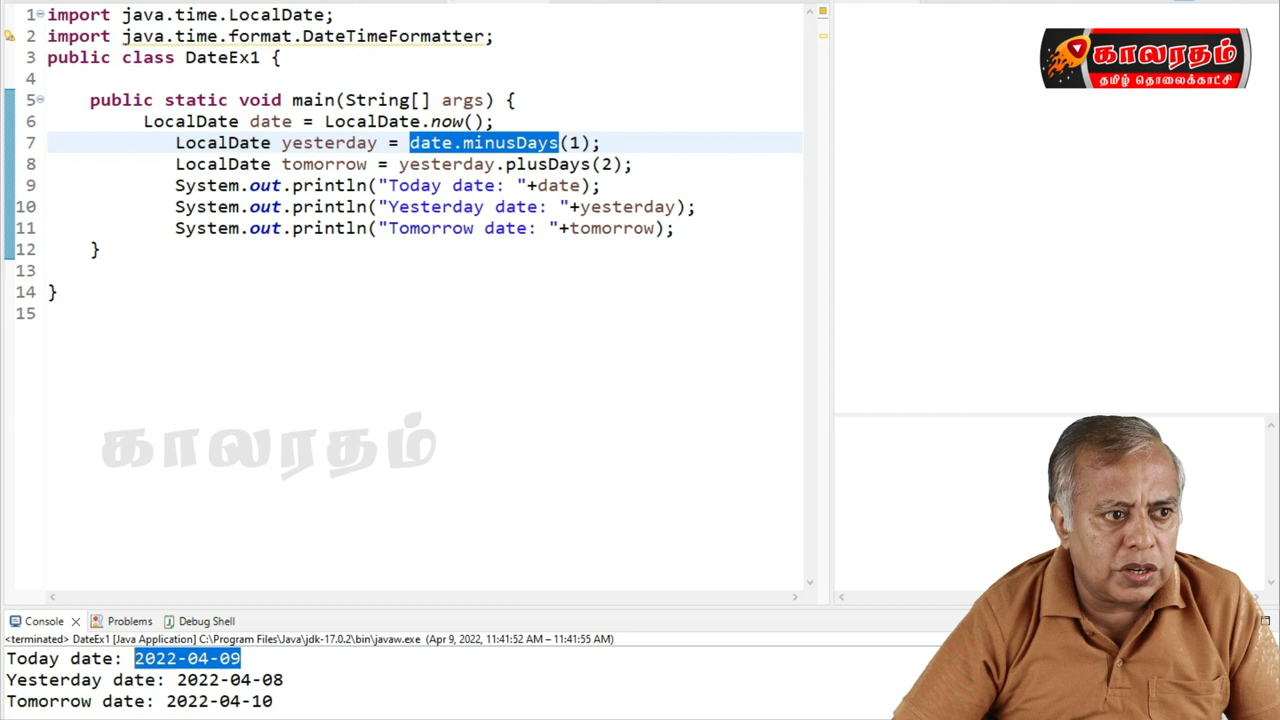 1 import java.time.LocalDate;
2 import java.time.format.DateTimeFormatter;
3 public class DateEx1 {
4
5 public static void main(String[] args) {
6 LocalDate date = LocalDate.now();
7 LocalDate yesterday = date.minusDays(1);
8 LocalDate tomorrow = yesterday.plusDays(2);
9 System.out.println("Today date: "+date);
10 System.out.println("Yesterday date: "+yesterday);
11 System.out.println("Tomorrow date: "+tomorrow);
12 }
13
14 }
15
காலரதம்
தமிழ் தொலைக்காட்சி
காலரதம்
Console Problems Debug Shell
<terminated> DateEx1 [Java Application] C:\Program Files\Java\jdk-17.0.2\bin\javaw.exe (Apr 9, 2022, 11:41:52 AM – 11:41:55 AM)
Today date: 2022-04-09
Yesterday date: 2022-04-08
Tomorrow date: 2022-04-10